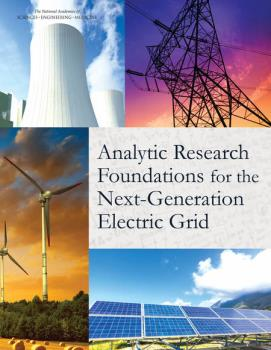 The National Academies of
SCIENCES • ENGINEERING • MEDICINE
Analytic Research
Foundations for the
Next-Generation
Electric Grid